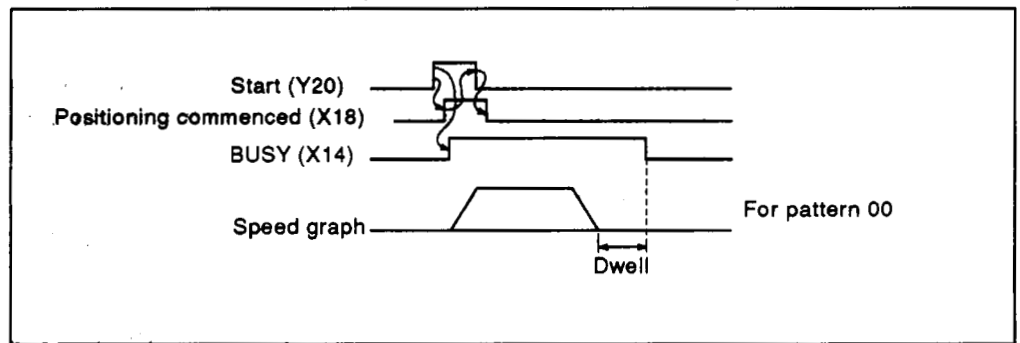 Start (Y20)
Positioning commenced (X18)
BUSY (X14)
Speed graph
For pattern 00
Dwell